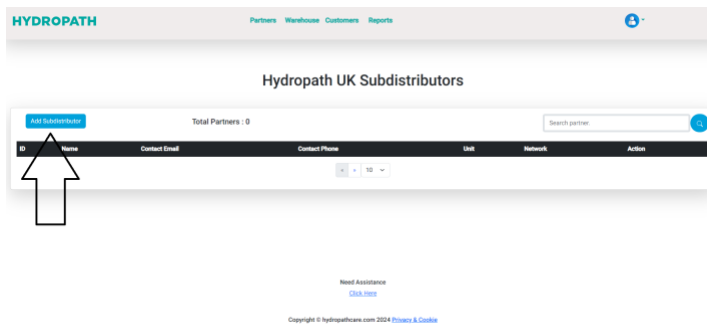 HYDROPATH
Partners Warehouse Customers Reports
Hydropath UK Subdistributors
Add Subdistributor Total Partners : 0 Search partner.
ID Name Contact Email Contact Phone Unit Network Action
« » 10
Need Assistance
Click Here
Copyright © hydropathcare.com 2024 Privacy & Cookie